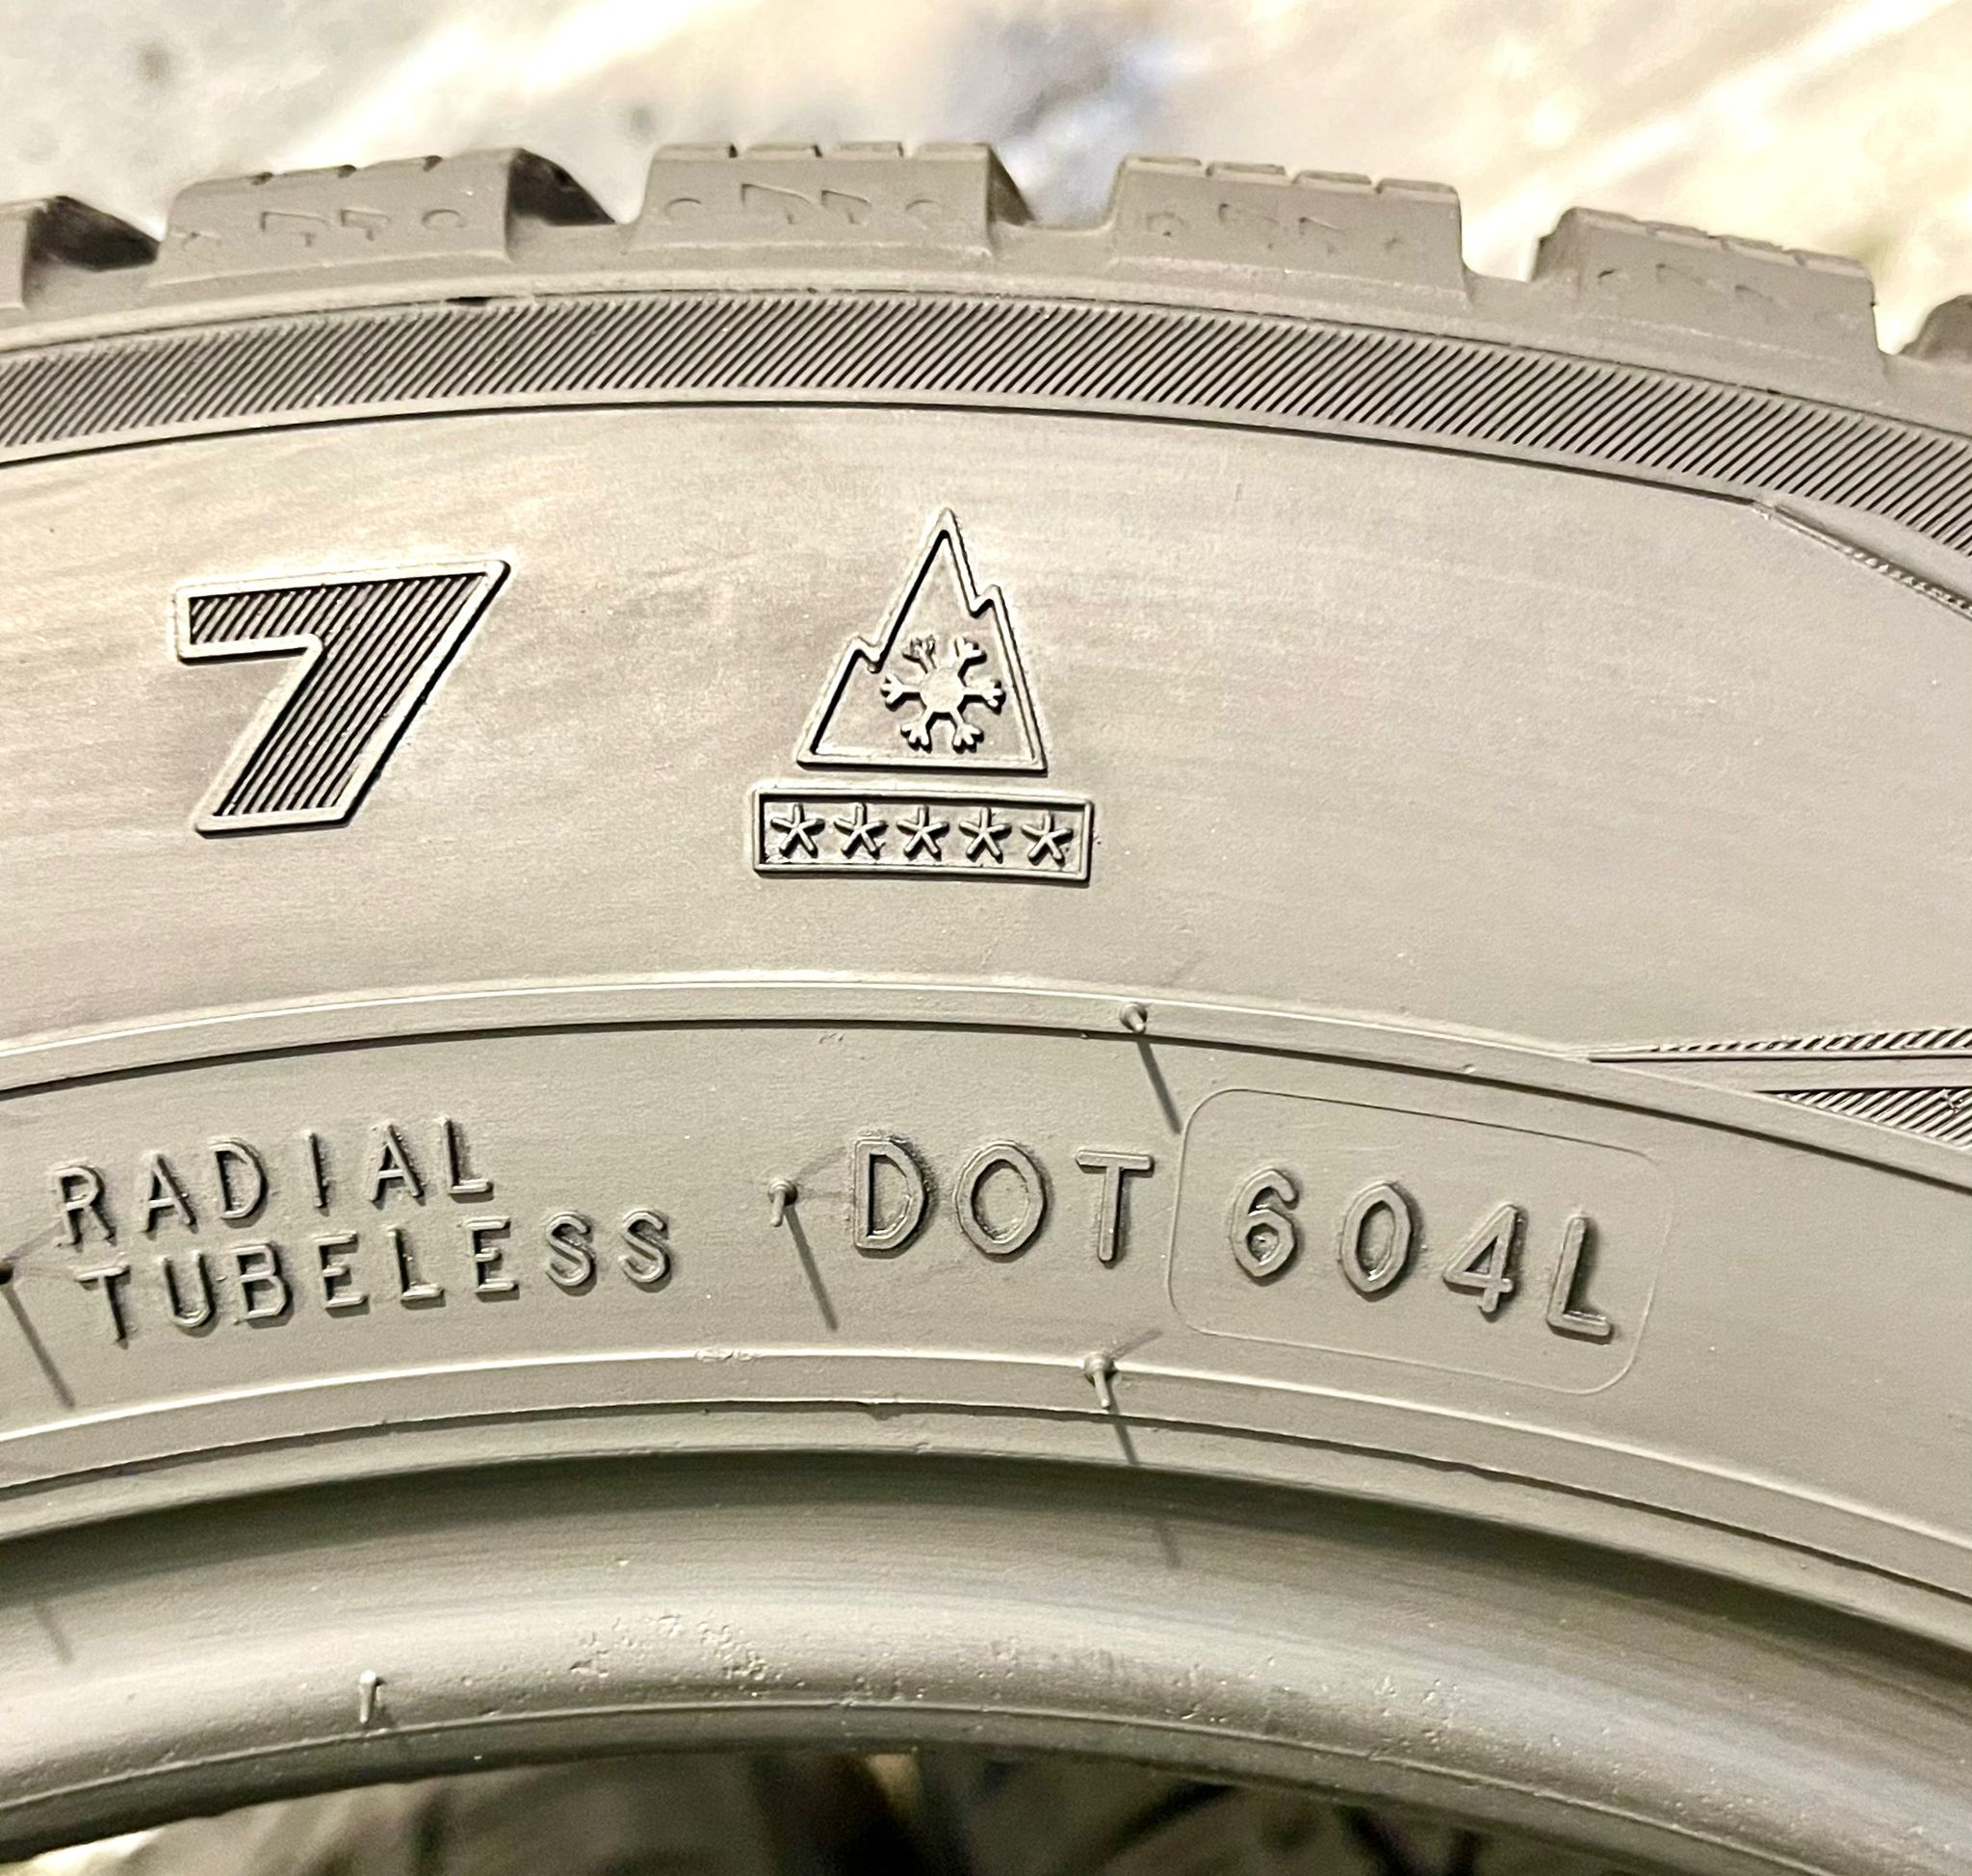 7
*****
RADIAL
TUBELESS
DOT 604L